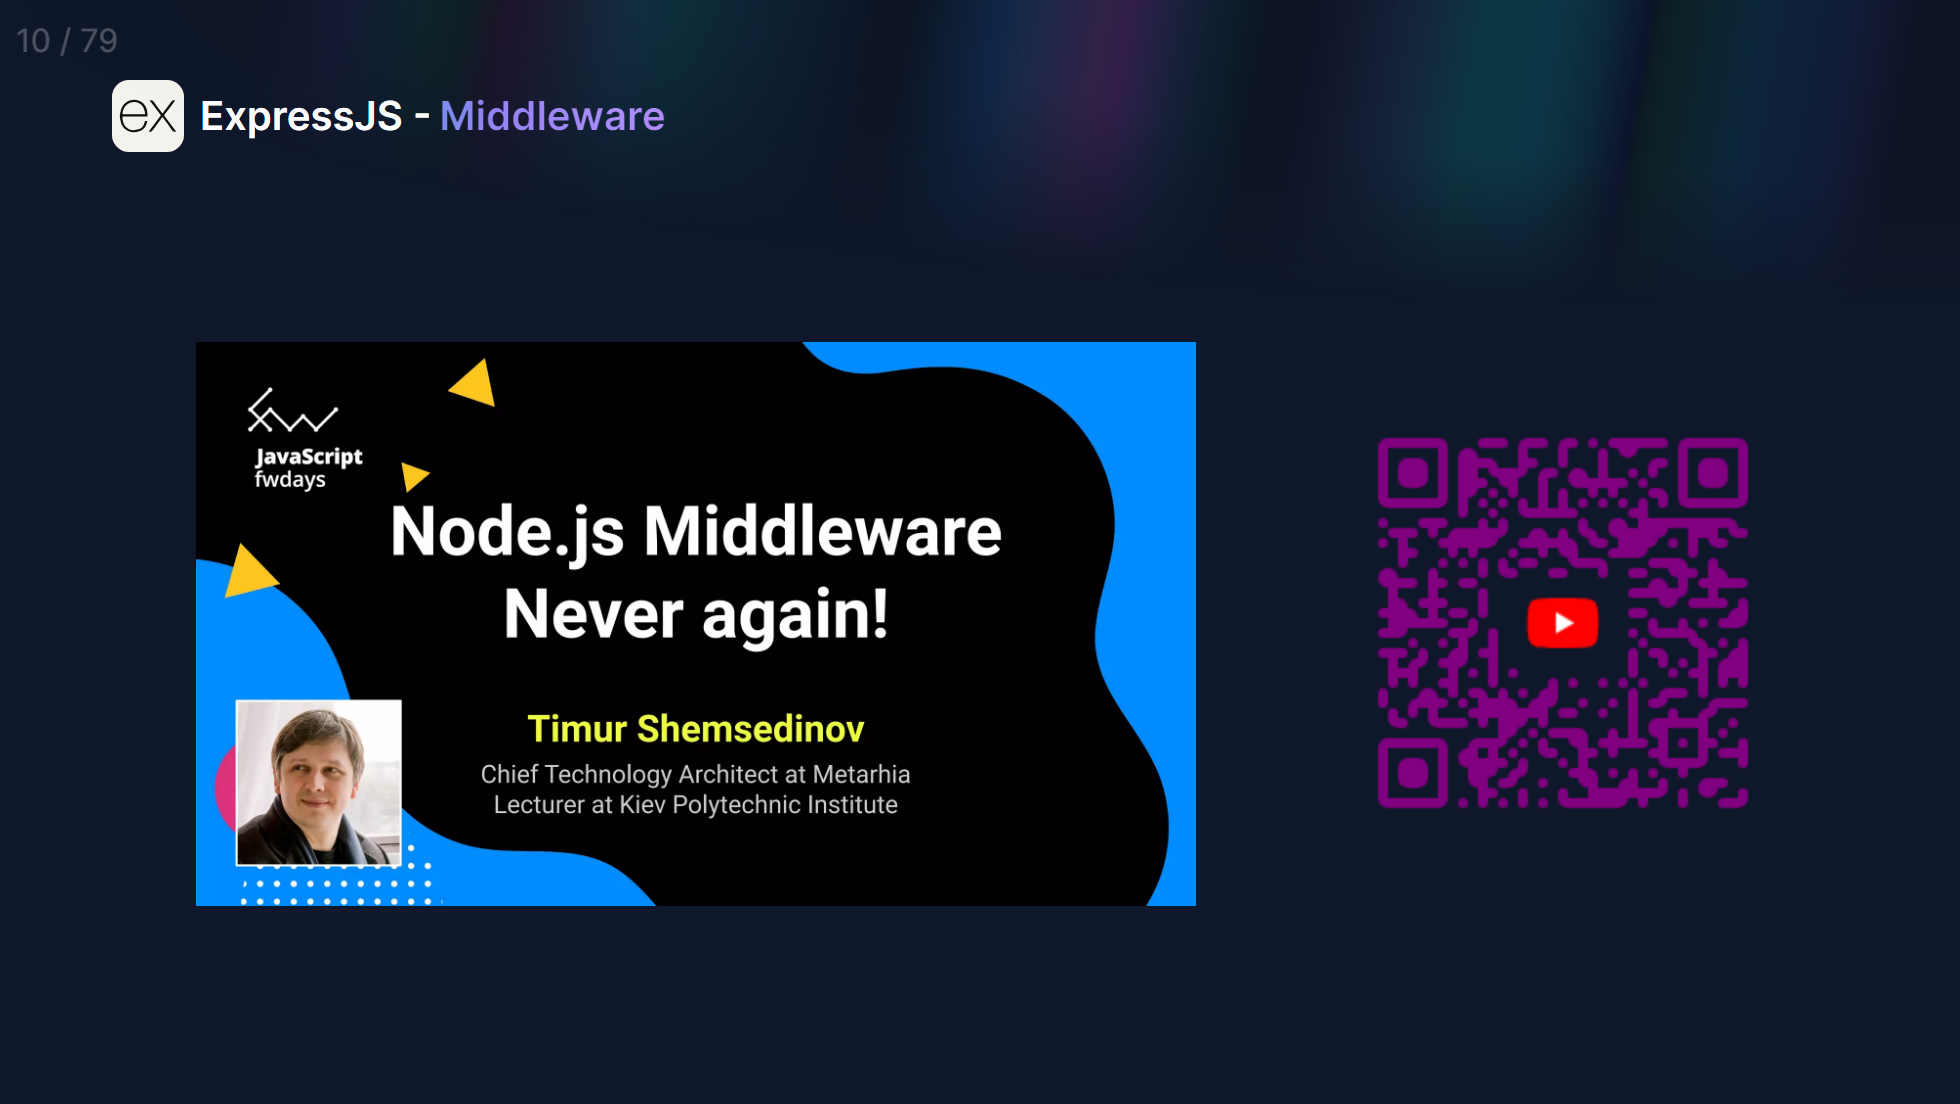 10 / 79
ex ExpressJS - Middleware
JavaScript
fwdays
Node.js Middleware
Never again!
Timur Shemsedinov
Chief Technology Architect at Metarhia
Lecturer at Kiev Polytechnic Institute